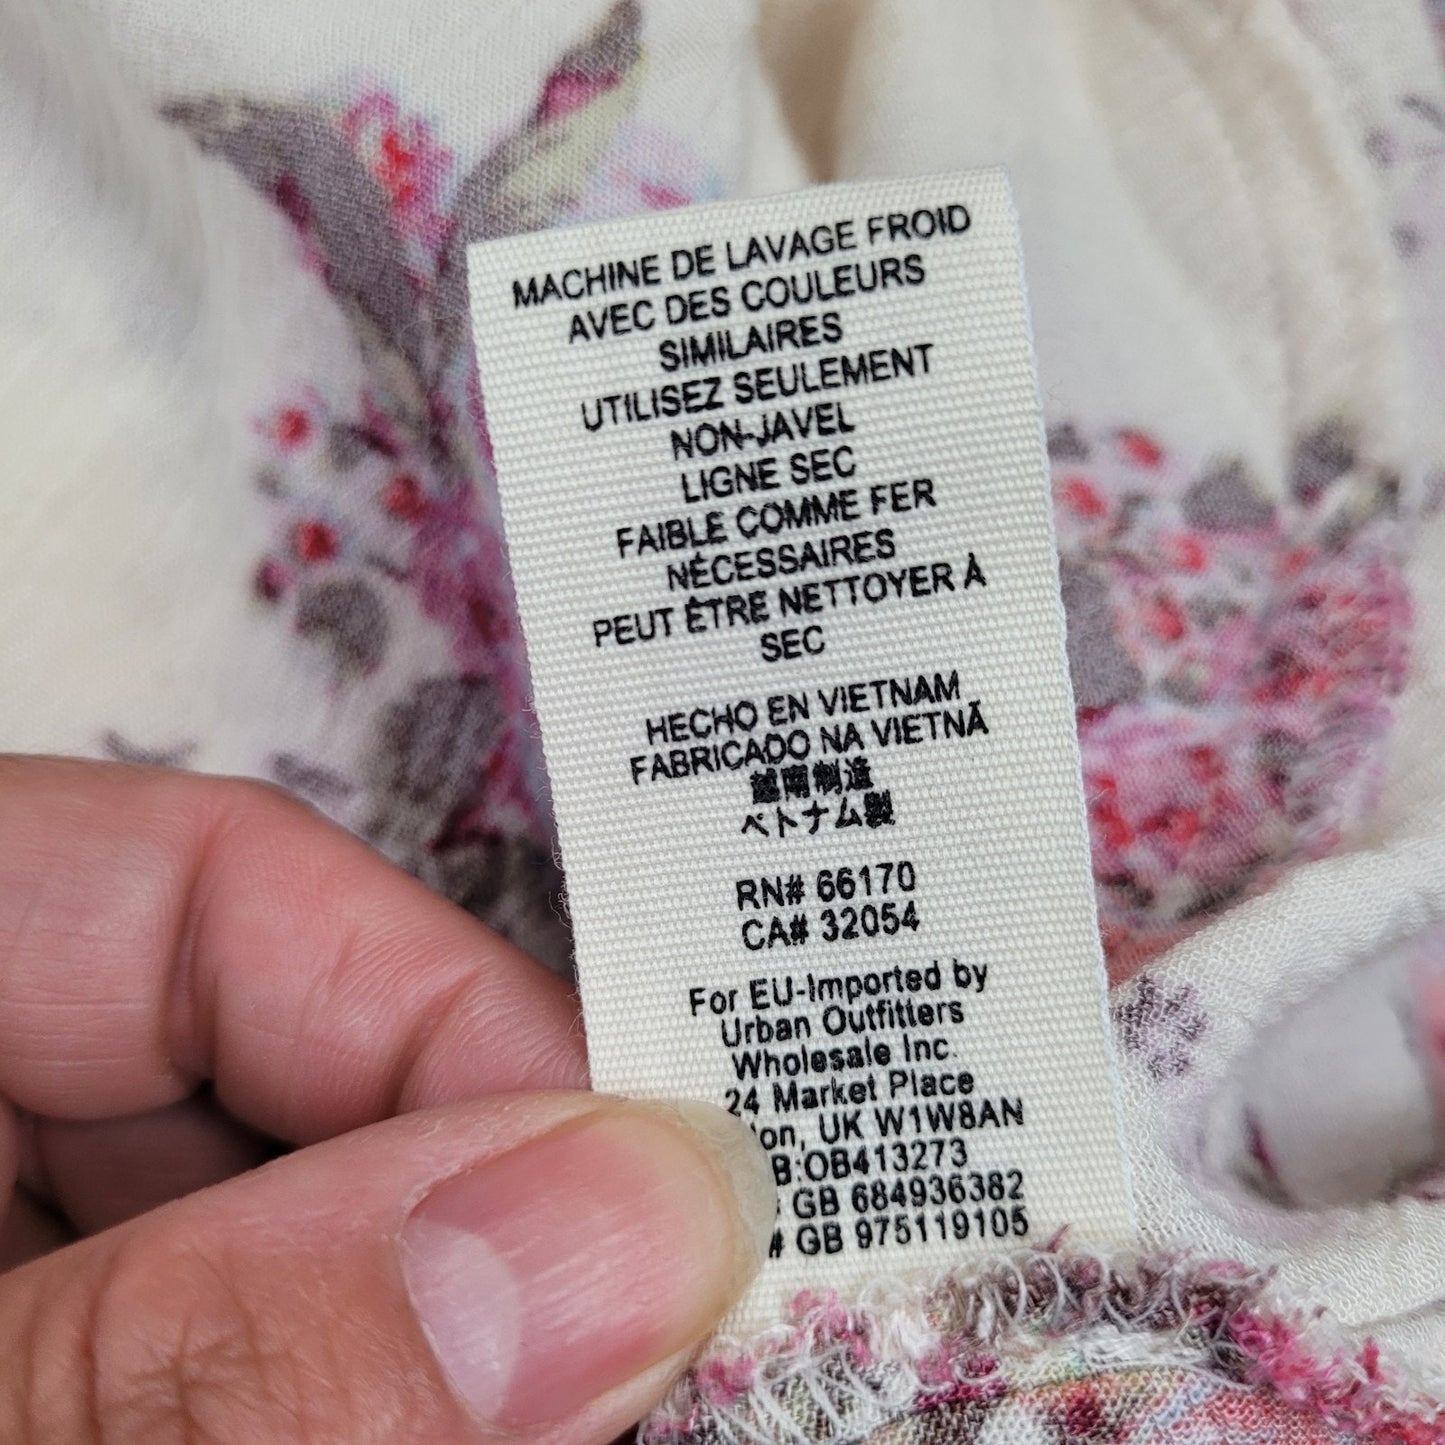 MACHINE DE LAVAGE FROID
AVEC DES COULEURS
SIMILAIRES
UTILISEZ SEULEMENT
NON-JAVEL
LIGNE SEC
FAIBLE COMME FER
NÉCESSAIRES
PEUT ÊTRE NETTOYER À
SEC
HECHO EN VIETNAM
FABRICADO NA VIETNÃ
越南制造
ベトナム製
RN# 66170
CA# 32054
For EU-Imported by
Urban Outfitters
Wholesale Inc.
24 Market Place
UK W1W8AN
B:OB413273
GB 684936382
# GB 975119105